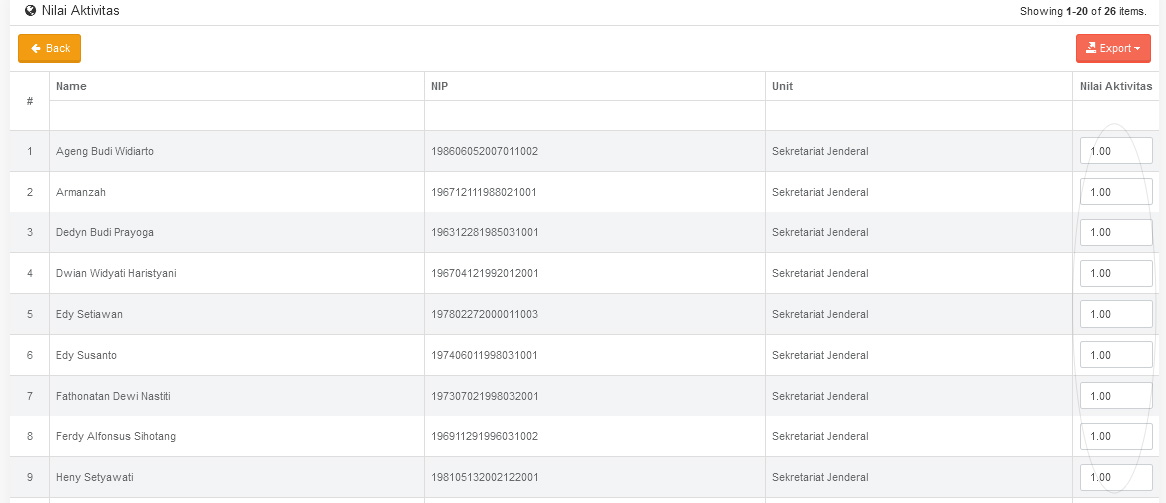 Nilai Aktivitas Showing 1-20 of 26 items.
Back Export
# Name NIP Unit Nilai Aktivitas
1 Ageng Budi Widiarto 198606052007011002 Sekretariat Jenderal 1.00
2 Armanzah 196712111988021001 Sekretariat Jenderal 1.00
3 Dedyn Budi Prayoga 196312281985031001 Sekretariat Jenderal 1.00
4 Dwian Widyati Haristyani 196704121992012001 Sekretariat Jenderal 1.00
5 Edy Setiawan 197802272000011003 Sekretariat Jenderal 1.00
6 Edy Susanto 197406011998031001 Sekretariat Jenderal 1.00
7 Fathonatan Dewi Nastiti 197307021998032001 Sekretariat Jenderal 1.00
8 Ferdy Alfonsus Sihotang 196911291996031002 Sekretariat Jenderal 1.00
9 Heny Setyawati 198105132002122001 Sekretariat Jenderal 1.00